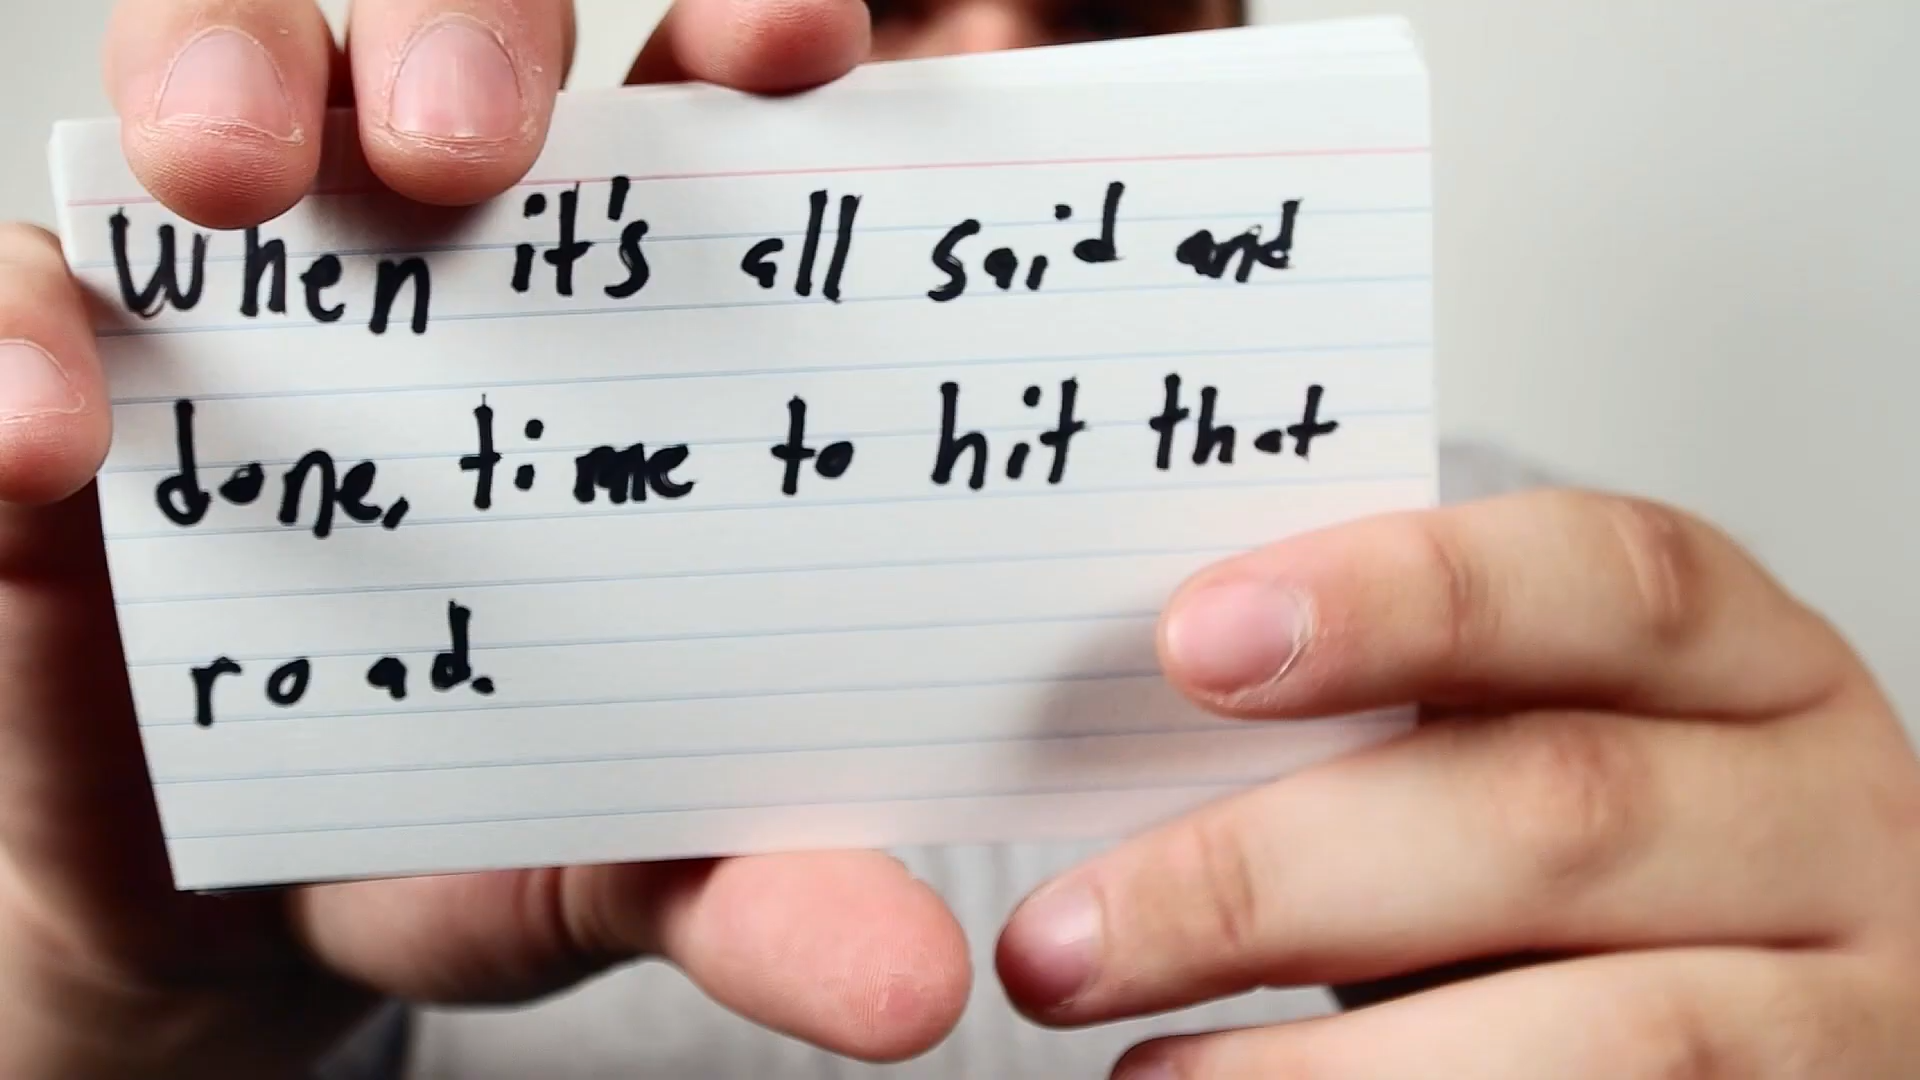 When it's all said and
done, time to hit that
road.